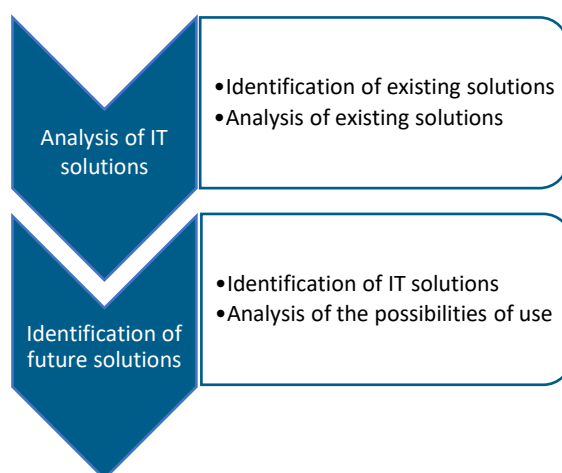 Analysis of IT
solutions
•Identification of existing solutions
•Analysis of existing solutions
Identification of
future solutions
•Identification of IT solutions
•Analysis of the possibilities of use